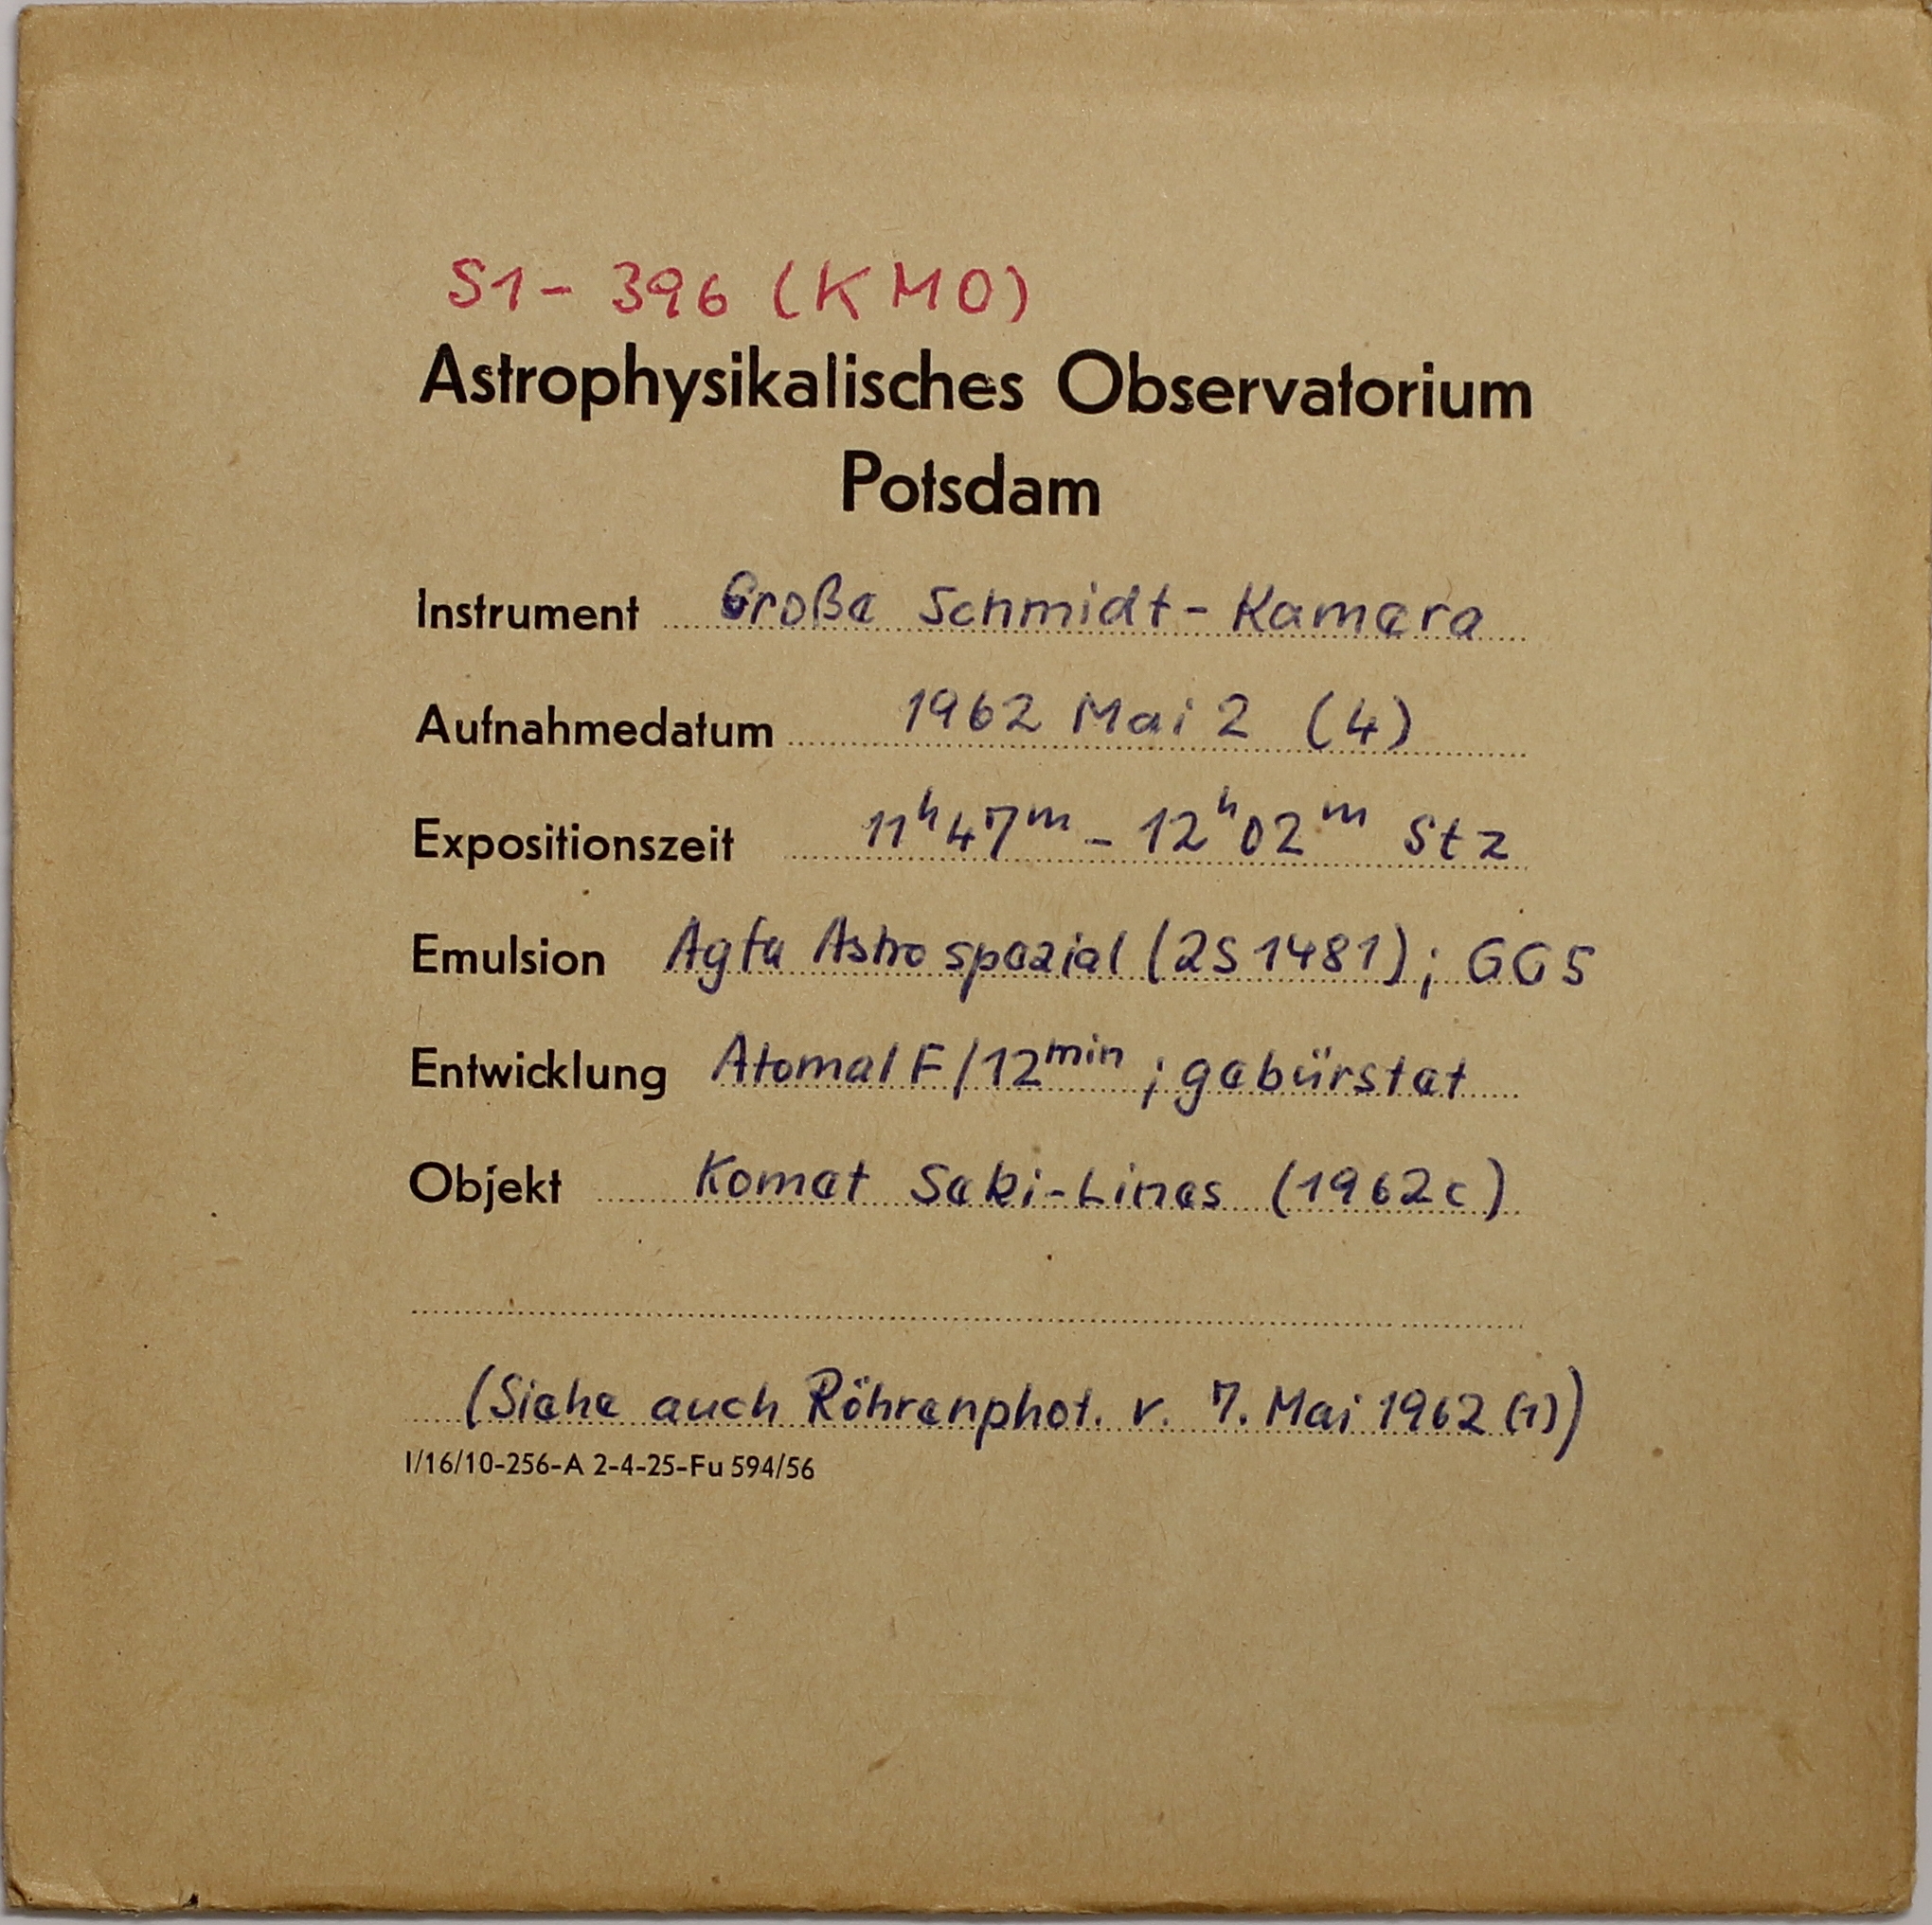 S1- 396 (KMO)
Astrophysikalisches Observatorium
Potsdam
Instrument Große Schmidt-Kamera
Aufnahmedatum 1962 Mai 2 (4)
Expositionszeit 11ʰ47ᵐ - 12ʰ02ᵐ Stz
Emulsion Agfa Astro spezial (2S 1481); GG5
Entwicklung Atomal F/12ᵐⁱⁿ; gebürstet
Objekt Komet Seki-Lines (1962c)
(Siehe auch Röhrenphot. v. 7. Mai 1962 (1))
I/16/10-256-A 2-4-25-Fu 594/56